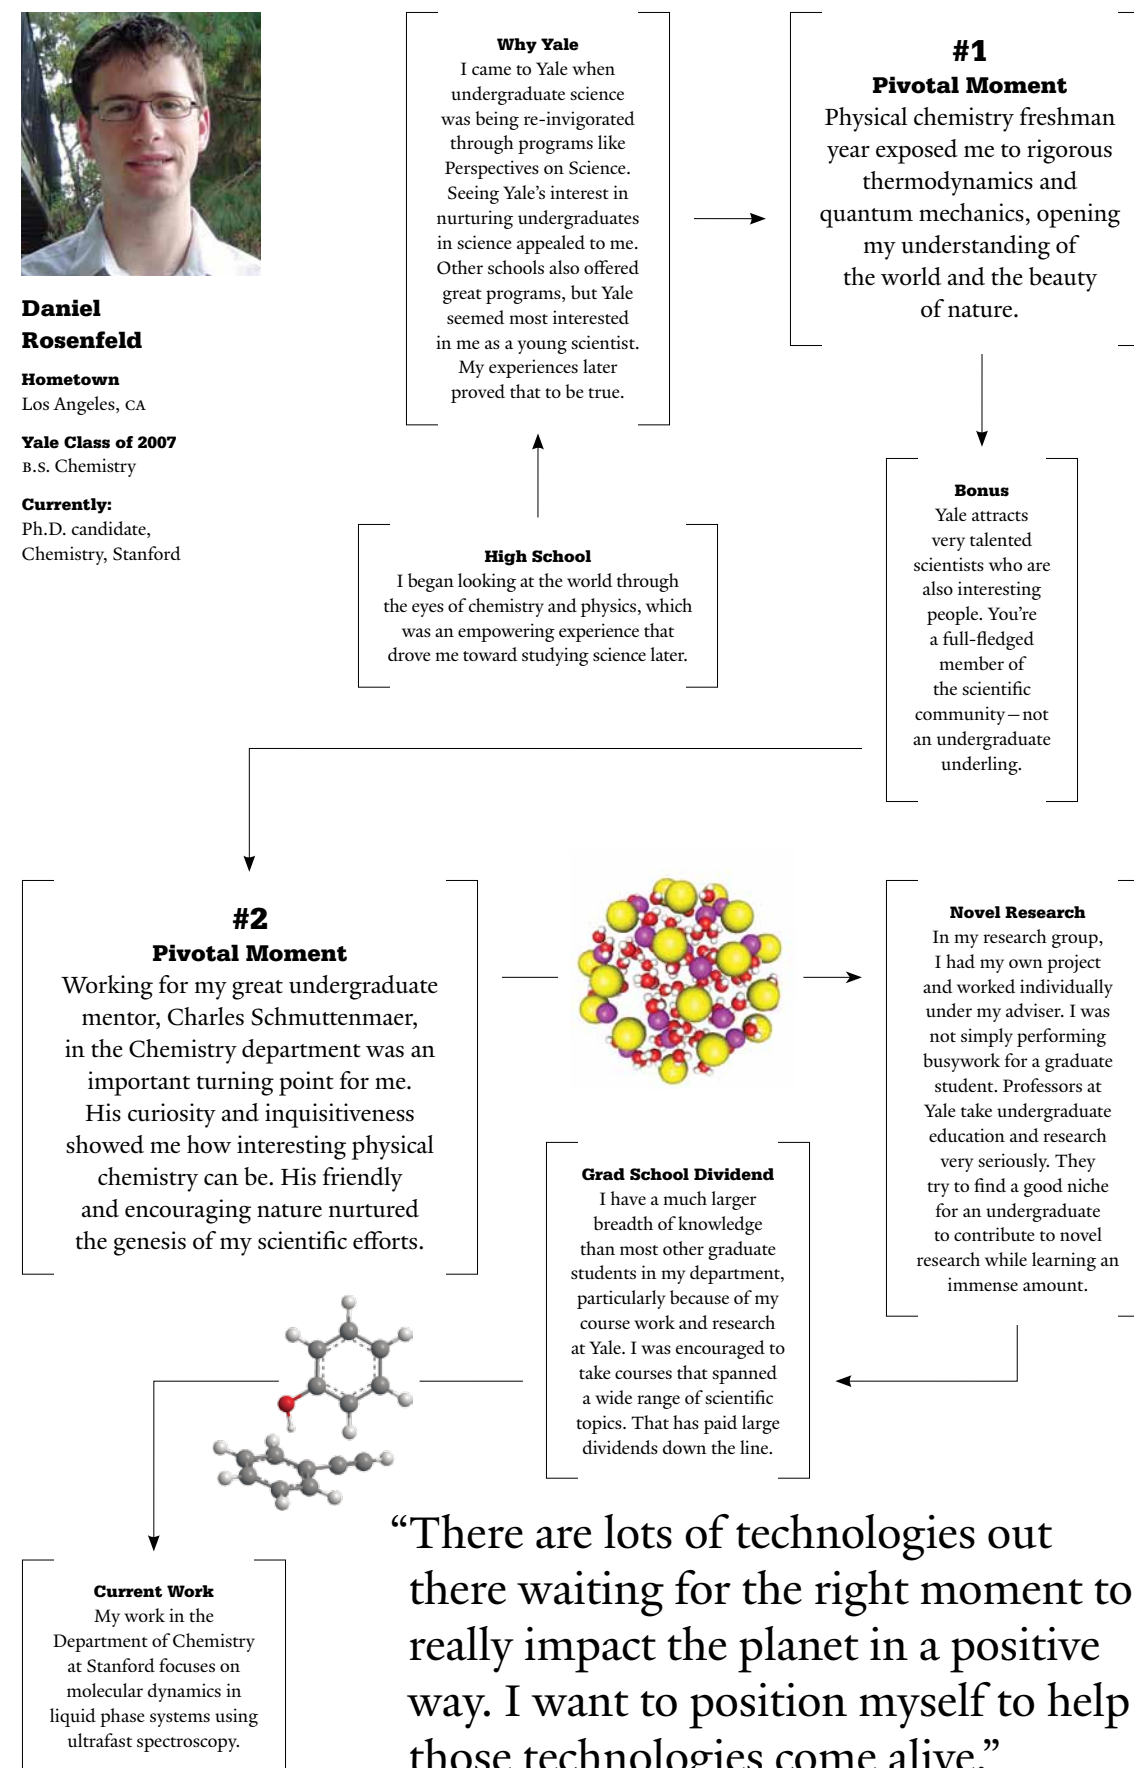 Daniel
Rosenfeld
Hometown
Los Angeles, CA
Yale Class of 2007
B.S. Chemistry
Currently:
Ph.D. candidate,
Chemistry, Stanford
High School
I began looking at the world through
the eyes of chemistry and physics, which
was an empowering experience that
drove me toward studying science later.
Why Yale
I came to Yale when
undergraduate science
was being re-invigorated
through programs like
Perspectives on Science.
Seeing Yale’s interest in
nurturing undergraduates
in science appealed to me.
Other schools also offered
great programs, but Yale
seemed most interested
in me as a young scientist.
My experiences later
proved that to be true.
#1
Pivotal Moment
Physical chemistry freshman
year exposed me to rigorous
thermodynamics and
quantum mechanics, opening
my understanding of
the world and the beauty
of nature.
Bonus
Yale attracts
very talented
scientists who are
also interesting
people. You’re
a full-fledged
member of
the scientific
community—not
an undergraduate
underling.
#2
Pivotal Moment
Working for my great undergraduate
mentor, Charles Schmuttenmaer,
in the Chemistry department was an
important turning point for me.
His curiosity and inquisitiveness
showed me how interesting physical
chemistry can be. His friendly
and encouraging nature nurtured
the genesis of my scientific efforts.
Novel Research
In my research group,
I had my own project
and worked individually
under my adviser. I was
not simply performing
busywork for a graduate
student. Professors at
Yale take undergraduate
education and research
very seriously. They
try to find a good niche
for an undergraduate
to contribute to novel
research while learning an
immense amount.
Grad School Dividend
I have a much larger
breadth of knowledge
than most other graduate
students in my department,
particularly because of my
course work and research
at Yale. I was encouraged to
take courses that spanned
a wide range of scientific
topics. That has paid large
dividends down the line.
Current Work
My work in the
Department of Chemistry
at Stanford focuses on
molecular dynamics in
liquid phase systems using
ultrafast spectroscopy.
“There are lots of technologies out
there waiting for the right moment to
really impact the planet in a positive
way. I want to position myself to help
those technologies come alive.”